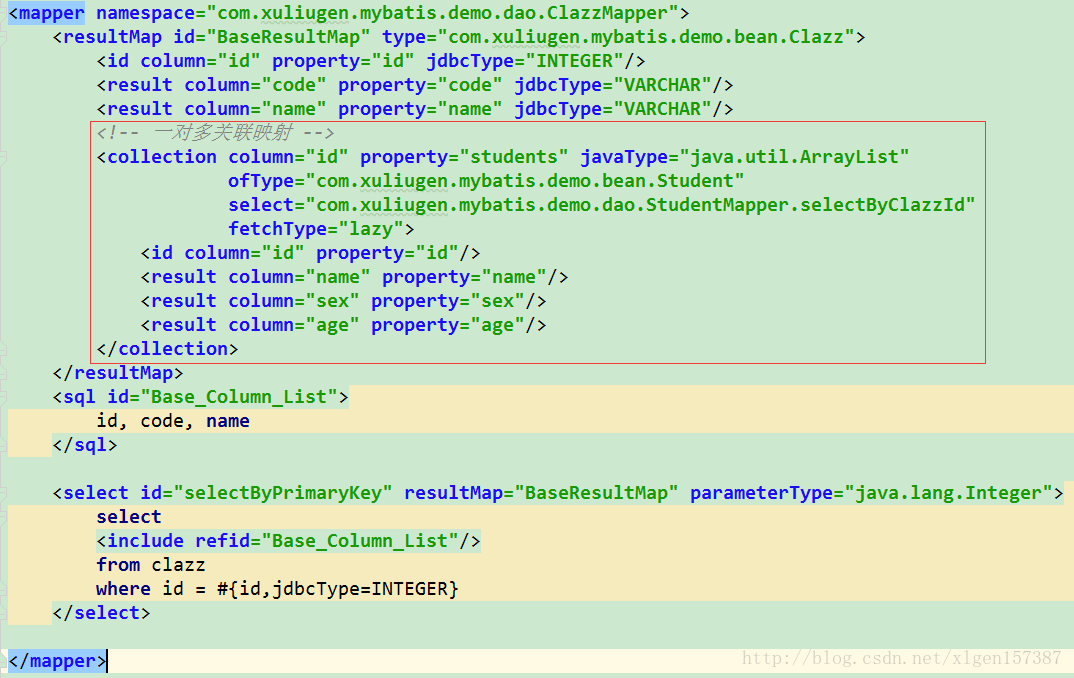 <mapper namespace="com.xuliugen.mybatis.demo.dao.ClazzMapper">
    <resultMap id="BaseResultMap" type="com.xuliugen.mybatis.demo.bean.Clazz">
        <id column="id" property="id" jdbcType="INTEGER"/>
        <result column="code" property="code" jdbcType="VARCHAR"/>
        <result column="name" property="name" jdbcType="VARCHAR"/>
        <!-- 一对多关联映射 -->
        <collection column="id" property="students" javaType="java.util.ArrayList"
                    ofType="com.xuliugen.mybatis.demo.bean.Student"
                    select="com.xuliugen.mybatis.demo.dao.StudentMapper.selectByClazzId"
                    fetchType="lazy">
            <id column="id" property="id"/>
            <result column="name" property="name"/>
            <result column="sex" property="sex"/>
            <result column="age" property="age"/>
        </collection>
    </resultMap>
    <sql id="Base_Column_List">
        id, code, name
    </sql>
    <select id="selectByPrimaryKey" resultMap="BaseResultMap" parameterType="java.lang.Integer">
        select
        <include refid="Base_Column_List"/>
        from clazz
        where id = #{id,jdbcType=INTEGER}
    </select>
</mapper>
http://blog.csdn.net/xlgen157387